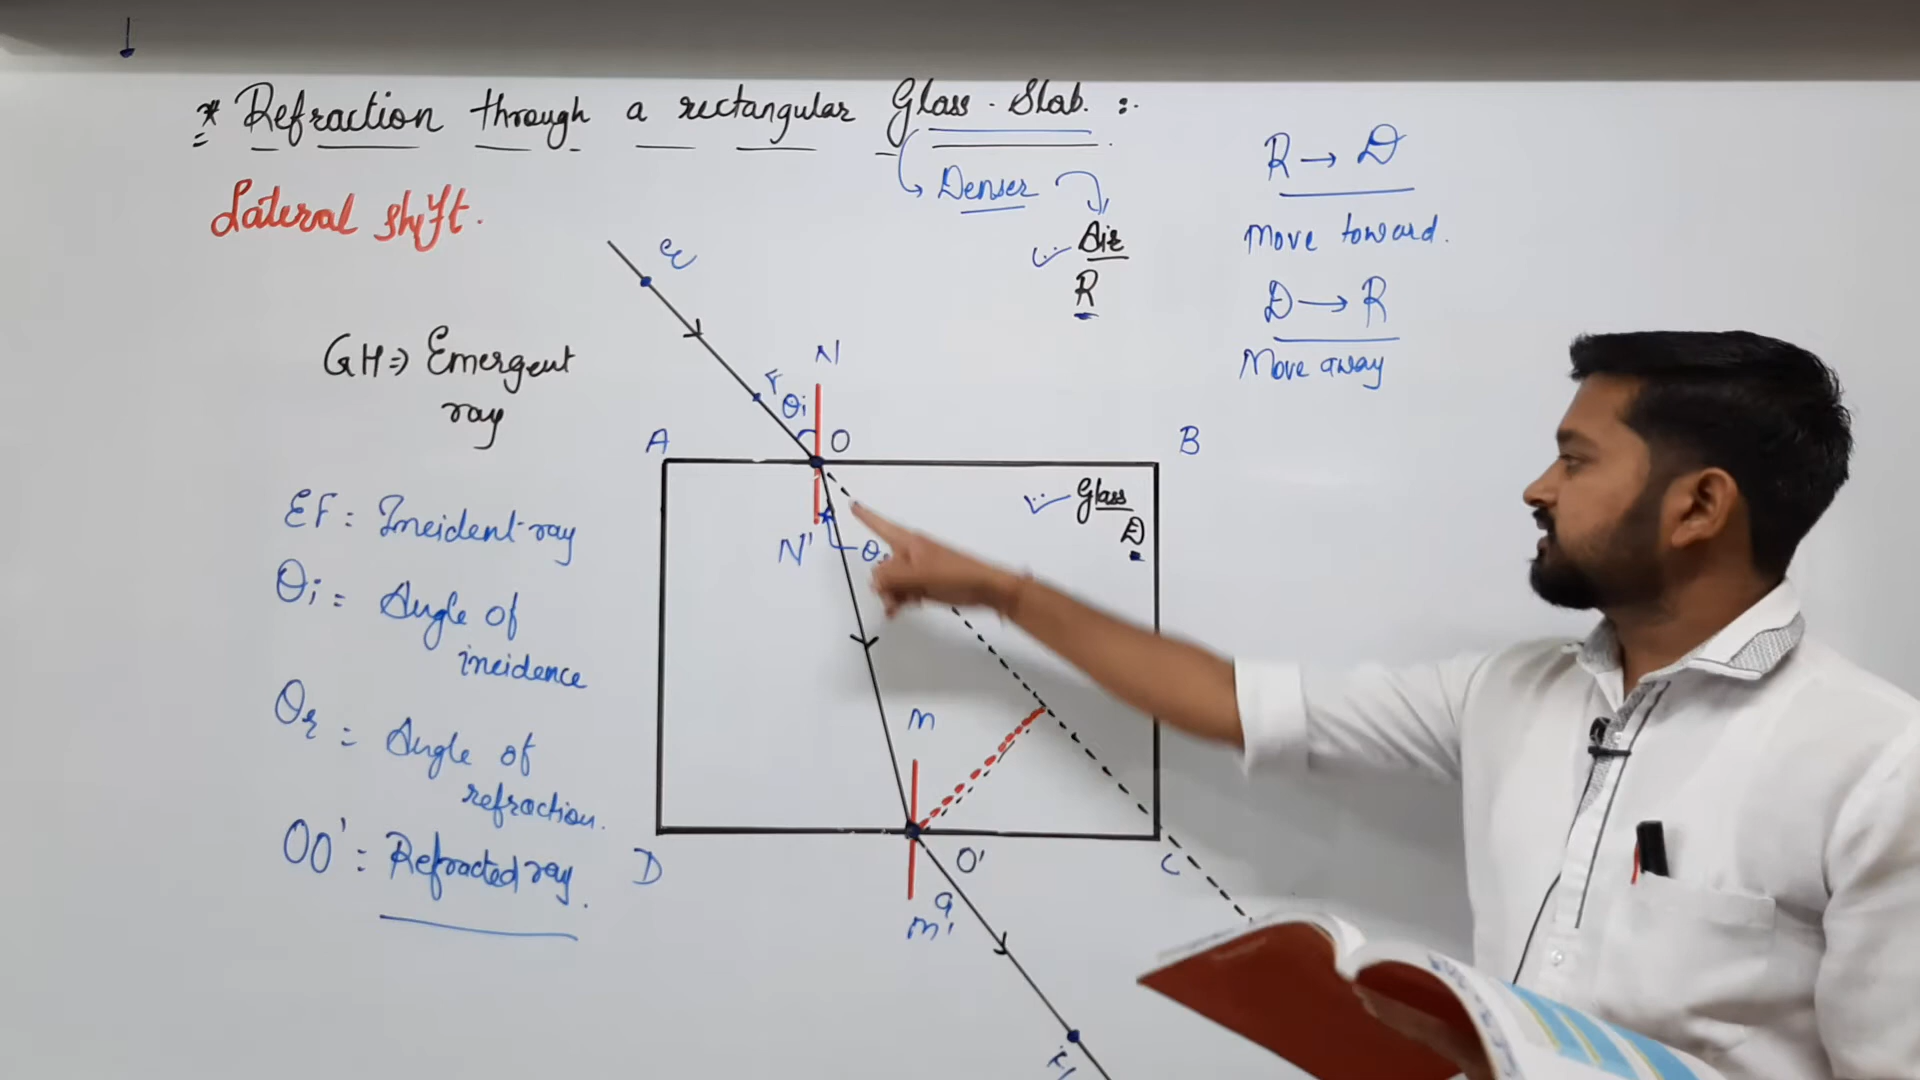 * Refraction through a rectangular Glass - Slab. :-
Denser
Air
R
Lateral shift.
R → D
Move toward.
D → R
Move away
GH => Emergent
ray
EF = Incident ray
θi = Angle of
incidence
θr = Angle of
refraction.
OO' = Refracted ray.
E
F
θi
N
O
A
B
Glass
D
N'
θ
M
D
O'
C
G
M'
H